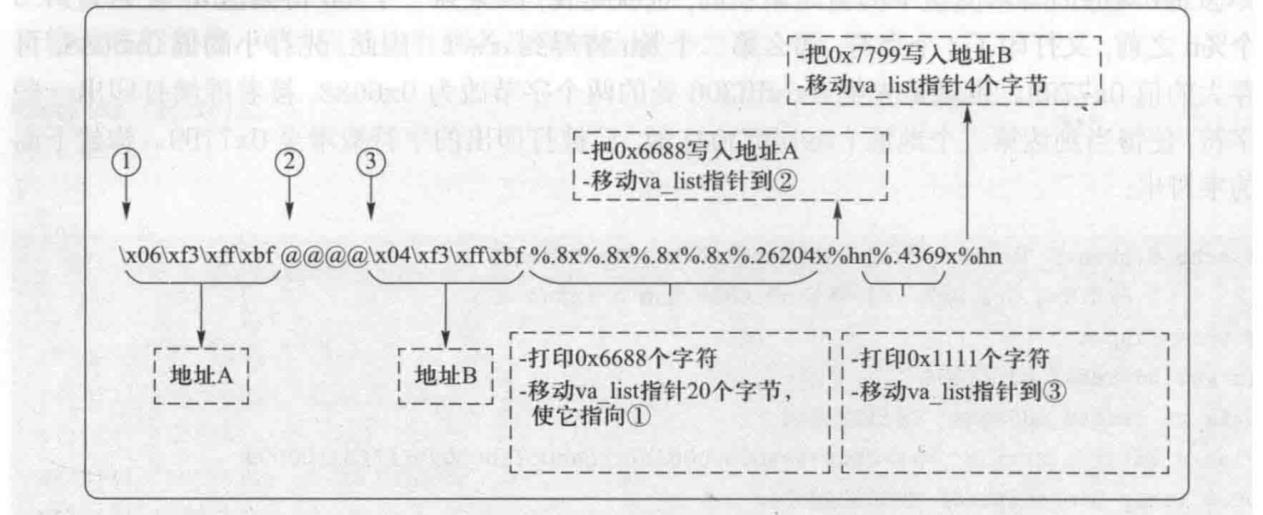 个%n之前，又打
-把0x7799写入地址B
移动va_list指针4个字节
-把0x6688写入地址A
-移动va_list指针到②
① ② ③
\x06\xf3\xff\xbf @@@@\x04\xf3\xff\xbf %.8x%.8x%.8x%.8x%.26204x%hn%.4369x%hn
地址A
地址B
-打印0x6688个字符
-移动va_list指针20个字节，
使它指向①
-打印0x1111个字符
-移动va_list指针到③